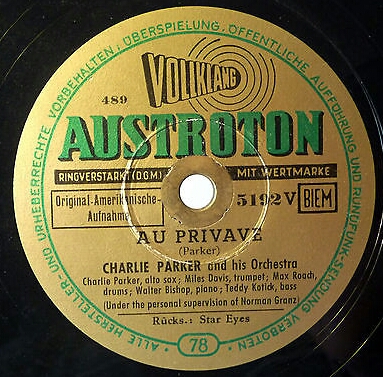 ALLE HERSTELLER- UND URHEBERRECHTE VORBEHALTEN; ÜBERSPIELUNG, ÖFFENTLICHE AUFFÜHRUNG UND RUNDFUNK-SENDUNG VERBOTEN
VOLLKLANG
489
AUSTROTON
RINGVERSTÄRKT (DGM) MIT WERTMARKE
Original-Amerikanische-
Aufnahme
5192 V BIEM
AU PRIVAVE
(Parker)
CHARLIE PARKER and his Orchestra
Charlie Parker, alto sax; Miles Davis, trumpet; Max Roach,
drums; Walter Bishop, piano; Teddy Kotick, bass
(Under the personal supervision of Norman Granz)
Rücks.: Star Eyes
78